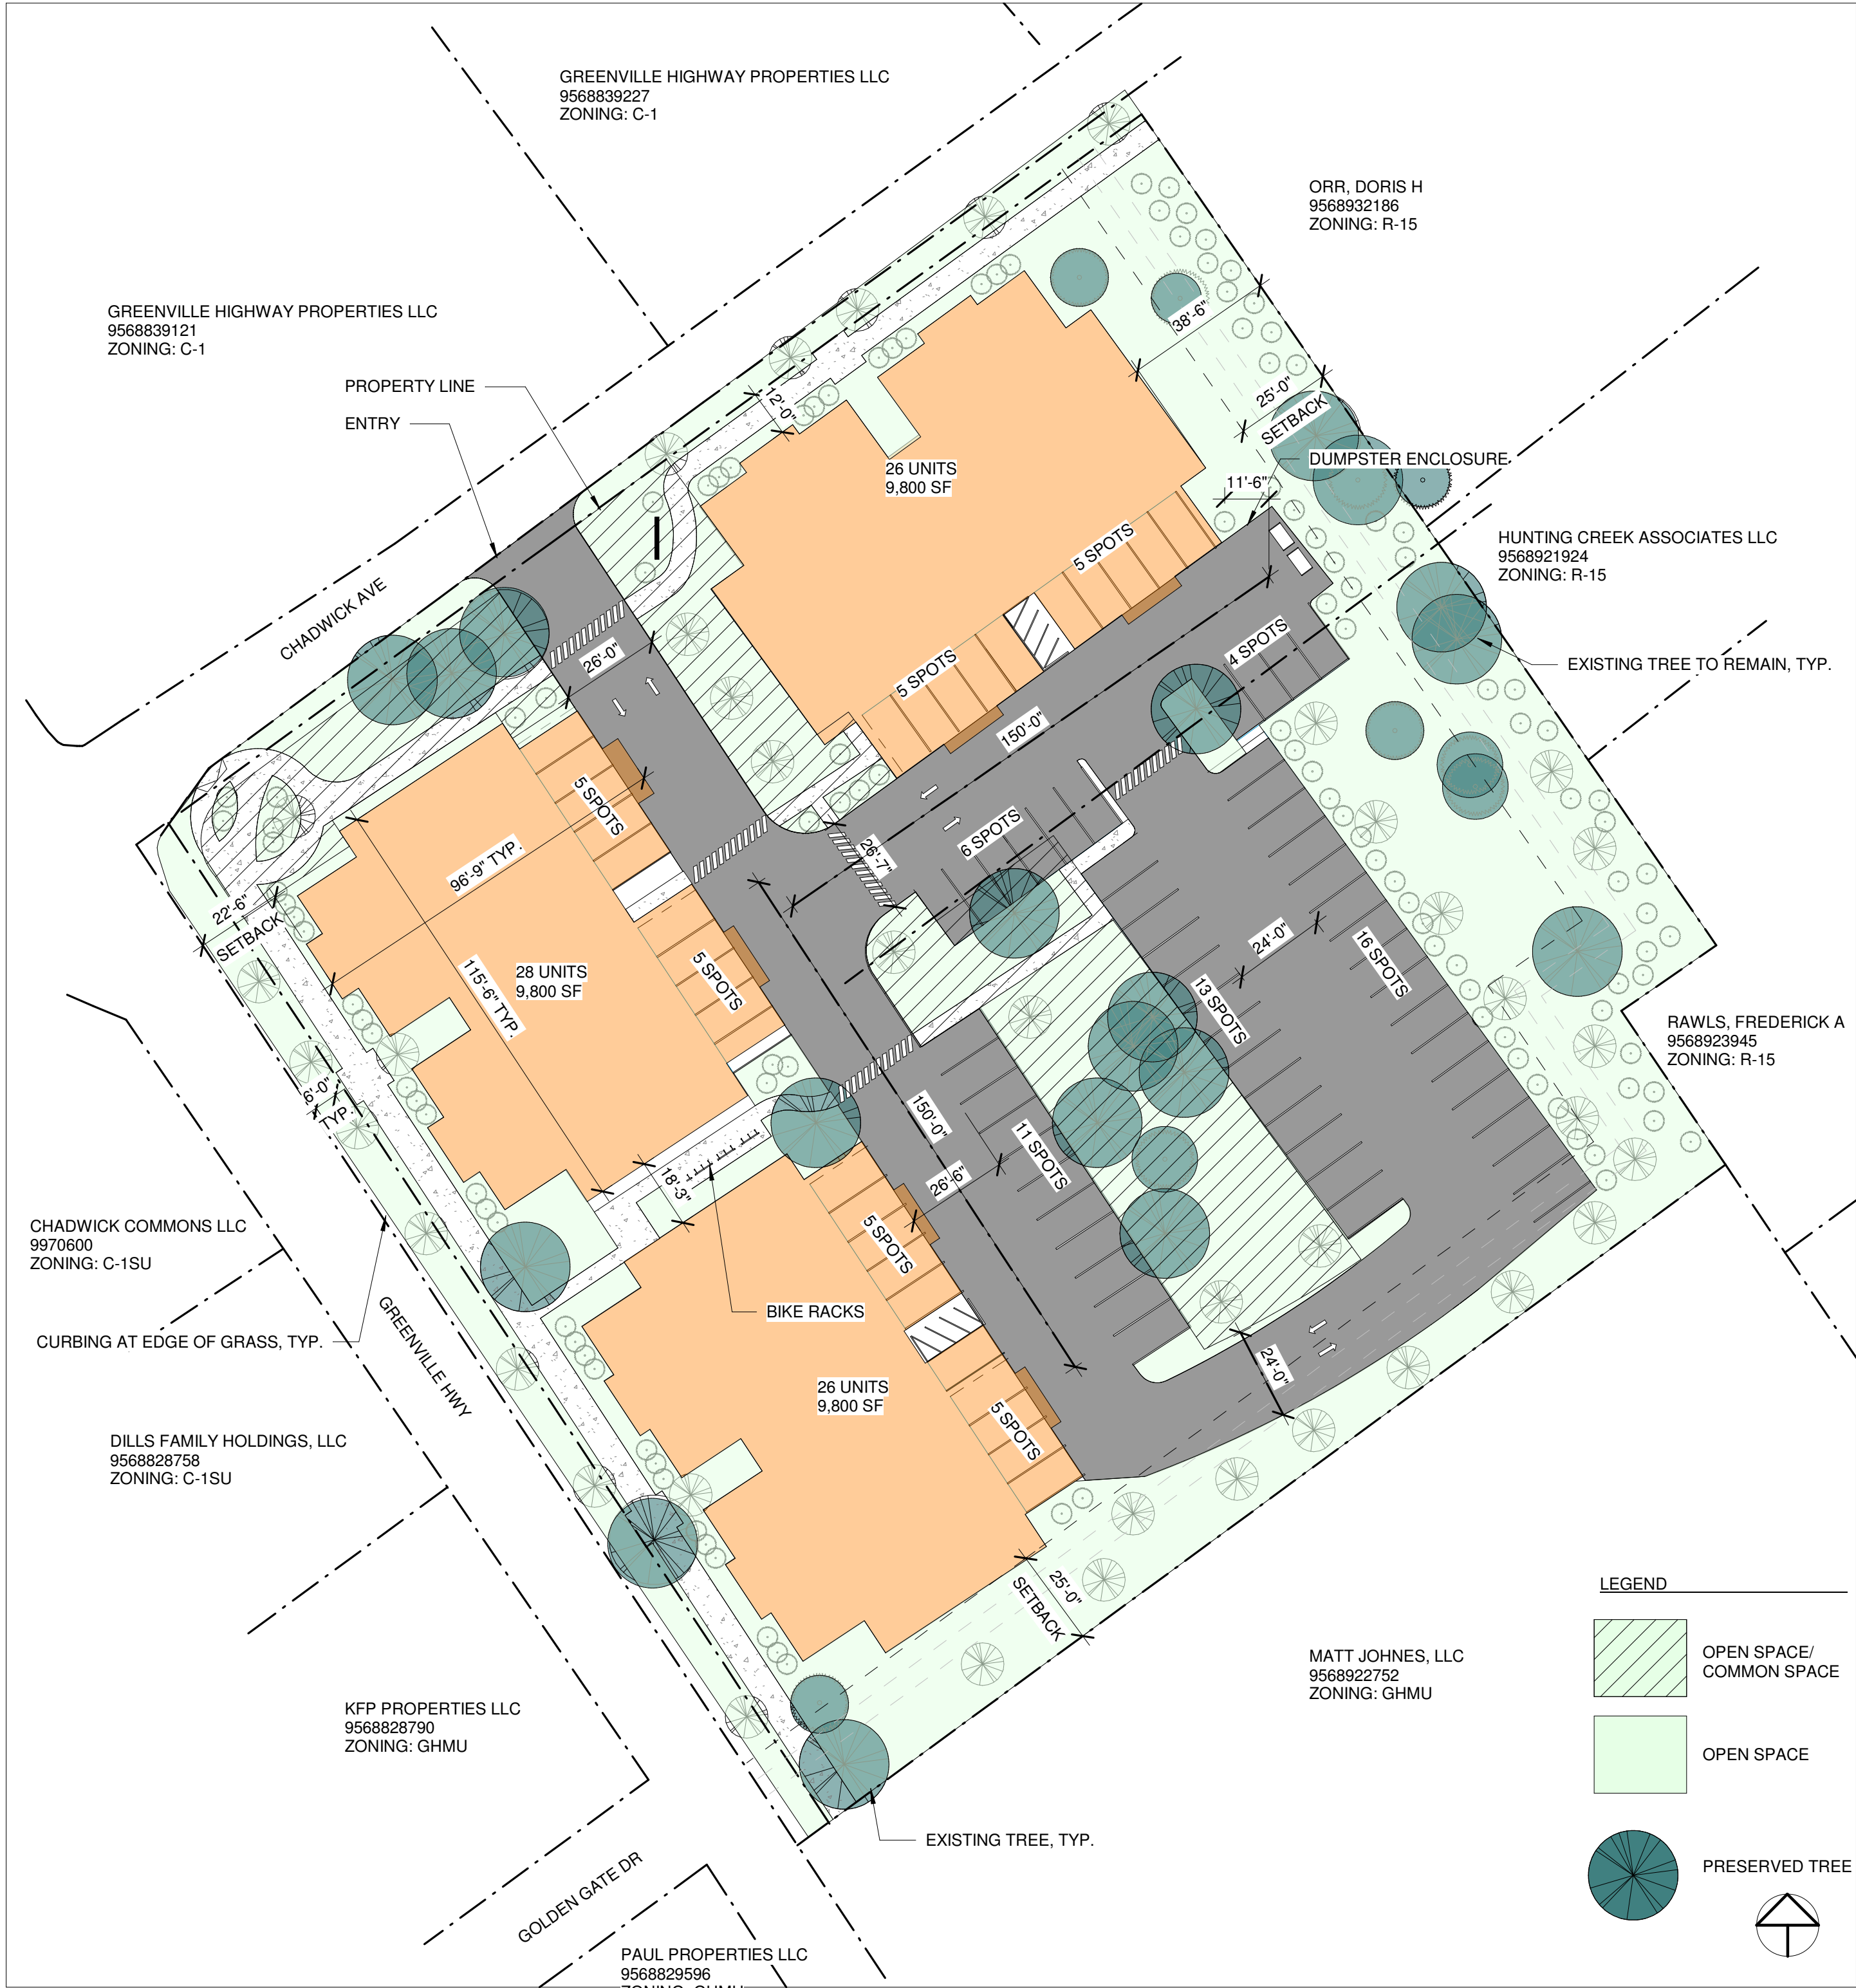 GREENVILLE HIGHWAY PROPERTIES LLC
9568839227
ZONING: C-1
ORR, DORIS H
9568932186
ZONING: R-15
GREENVILLE HIGHWAY PROPERTIES LLC
9568839121
ZONING: C-1
38'-6"
PROPERTY LINE
ENTRY
12'-0"
25'-0"
SETBACK
DUMPSTER ENCLOSURE
26 UNITS
9,800 SF
11'-6"
HUNTING CREEK ASSOCIATES LLC
9568921924
ZONING: R-15
5 SPOTS
CHADWICK AVE
26'-0"
4 SPOTS
5 SPOTS
EXISTING TREE TO REMAIN, TYP.
150'-0"
5 SPOTS
6 SPOTS
26'-7"
96'-9" TYP.
22'-6"
SETBACK
24'-0"
16 SPOTS
28 UNITS
9,800 SF
115'-6" TYP.
5 SPOTS
13 SPOTS
RAWLS, FREDERICK A
9568923945
ZONING: R-15
6'-0"
TYP.
150'-0"
11 SPOTS
18'-3"
26'-6"
CHADWICK COMMONS LLC
9970600
ZONING: C-1SU
5 SPOTS
BIKE RACKS
CURBING AT EDGE OF GRASS, TYP.
GREENVILLE HWY
24'-0"
26 UNITS
9,800 SF
5 SPOTS
DILLS FAMILY HOLDINGS, LLC
9568828758
ZONING: C-1SU
25'-0"
SETBACK
LEGEND
OPEN SPACE/
COMMON SPACE
MATT JOHNES, LLC
9568922752
ZONING: GHMU
KFP PROPERTIES LLC
9568828790
ZONING: GHMU
OPEN SPACE
EXISTING TREE, TYP.
PRESERVED TREE
GOLDEN GATE DR
PAUL PROPERTIES LLC
9568829596
ZONING: GHMU